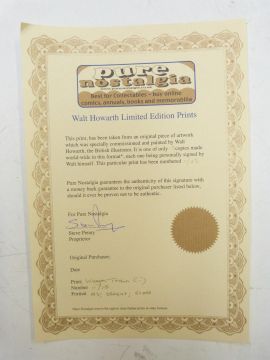 pure
nostalgia
Best for Collectables - buy online
comics, annuals, books and memorabilia
Walt Howarth Limited Edition Prints
This print, has been taken from an original piece of artwork
which was specially commissioned and painted by Walt
Howarth, the British illustrator. It is one of only copies made
world-wide in this format*, each one being personally signed by
Walt himself. This particular print has been numbered
Pure Nostalgia guarantees the authenticity of this signature with
a money back guarantee to the original purchaser listed below,
should it ever be proven not to be authentic.
For Pure Nostalgia
Steve
Proprietor
Original Purchaser:
Date
Print:
Number
Format